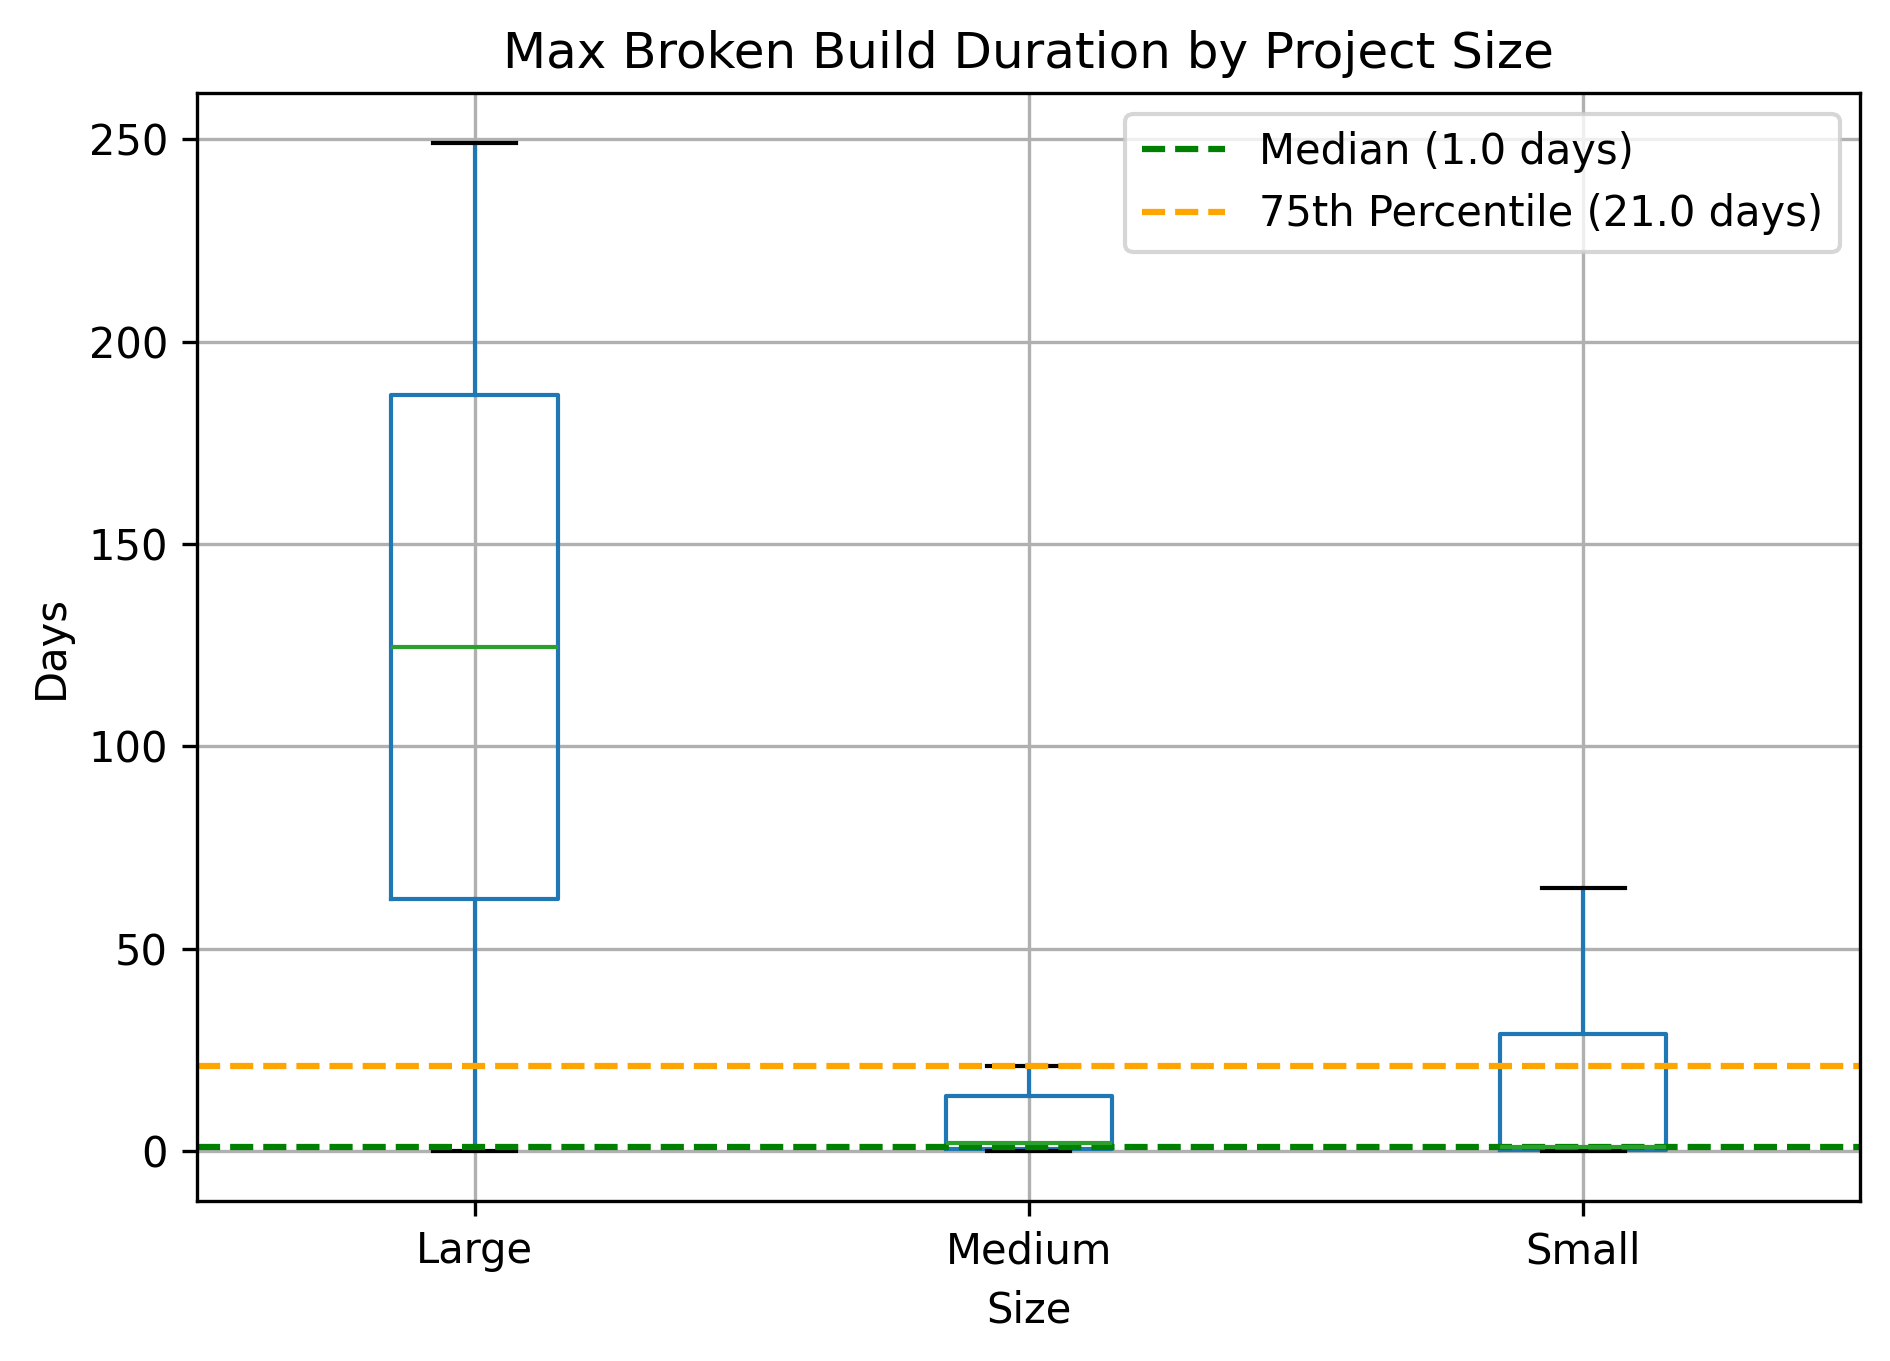 Max Broken Build Duration by Project Size
Median (1.0 days)
75th Percentile (21.0 days)
250
200
150
100
50
0
Days
Large
Medium
Small
Size